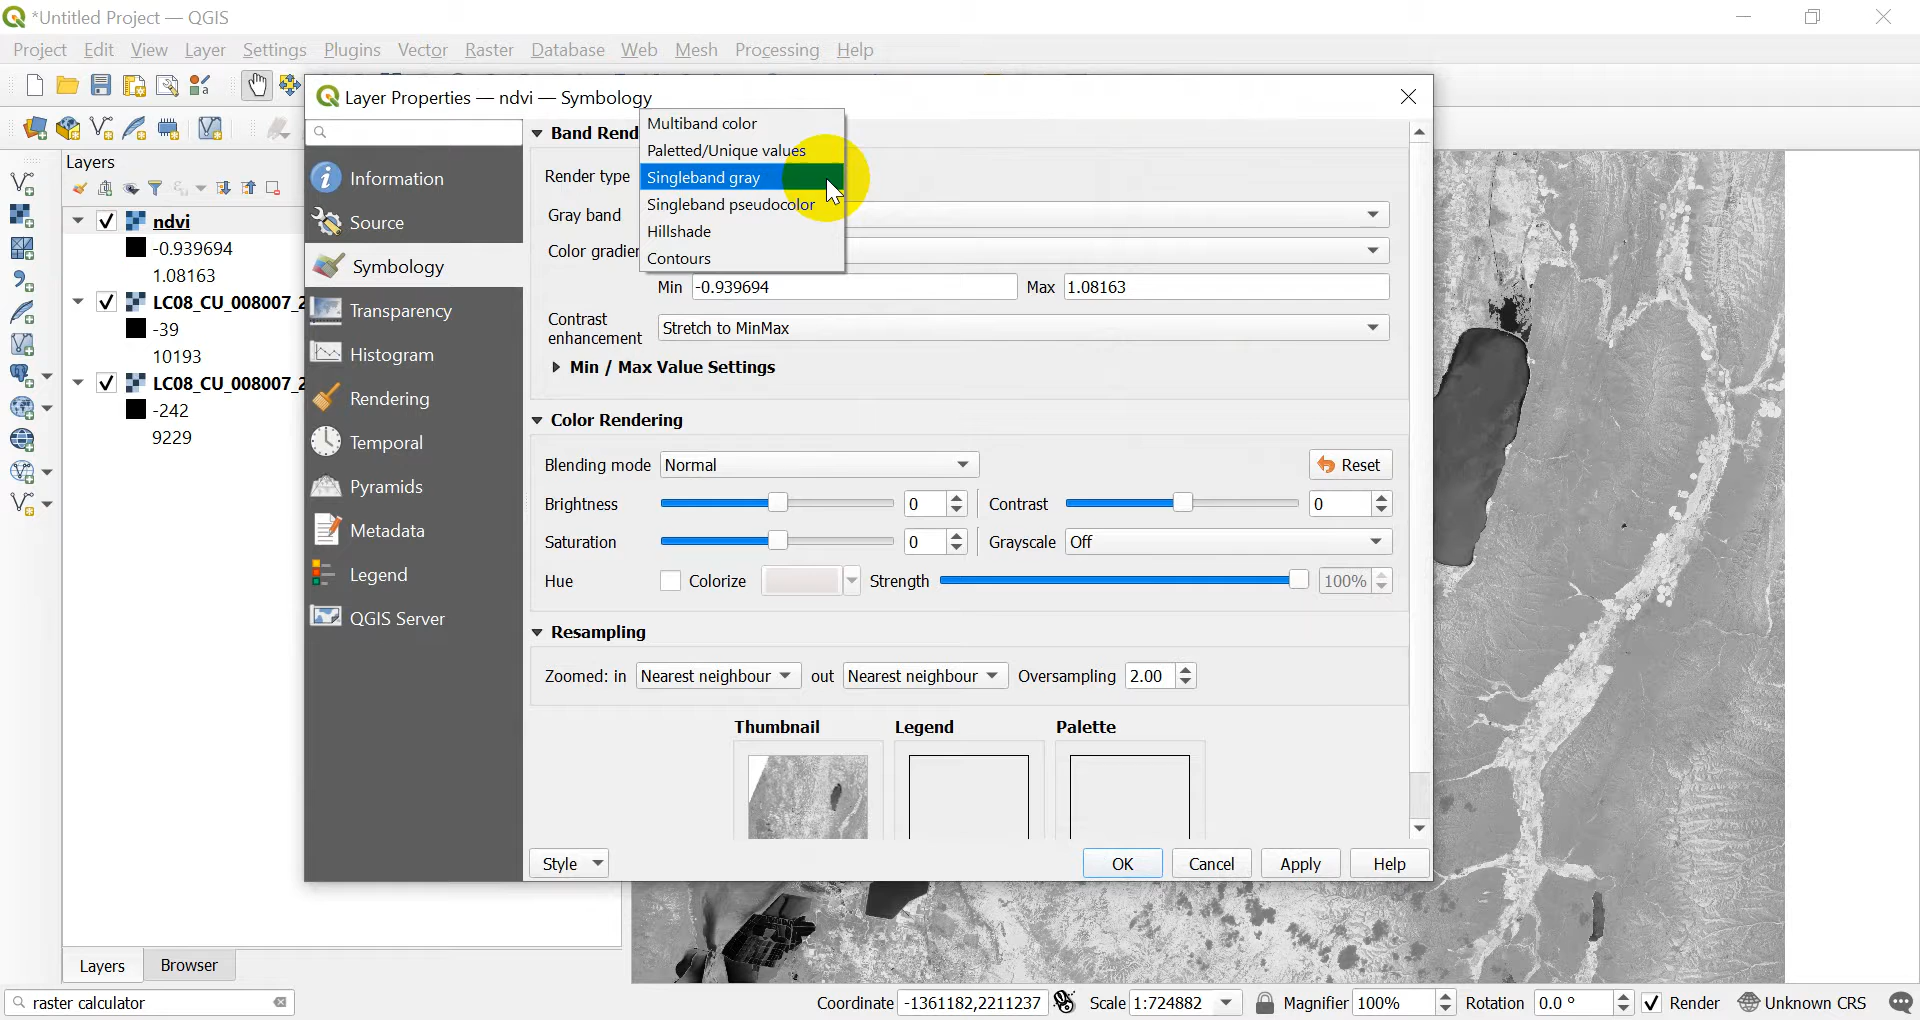 *Untitled Project — QGIS
Project Edit View Layer Settings Plugins Vector Raster Database Web Mesh Processing Help
Layer Properties — ndvi — Symbology
Layers
ndvi
-0.939694
1.08163
LC08_CU_008007_2
-39
10193
LC08_CU_008007_2
-242
9229
Information
Source
Symbology
Transparency
Histogram
Rendering
Temporal
Pyramids
Metadata
Legend
QGIS Server
Band Rend
Render type
Multiband color
Paletted/Unique values
Singleband gray
Singleband pseudocolor
Hillshade
Contours
Gray band
Color gradien
Min -0.939694 Max 1.08163
Contrast enhancement Stretch to MinMax
Min / Max Value Settings
Color Rendering
Blending mode Normal Reset
Brightness 0 Contrast 0
Saturation 0 Grayscale Off
Hue Colorize Strength 100%
Resampling
Zoomed: in Nearest neighbour out Nearest neighbour Oversampling 2.00
Thumbnail Legend Palette
Style OK Cancel Apply Help
Layers Browser
raster calculator Coordinate -1361182,2211237 Scale 1:724882 Magnifier 100% Rotation 0.0 ° Render Unknown CRS